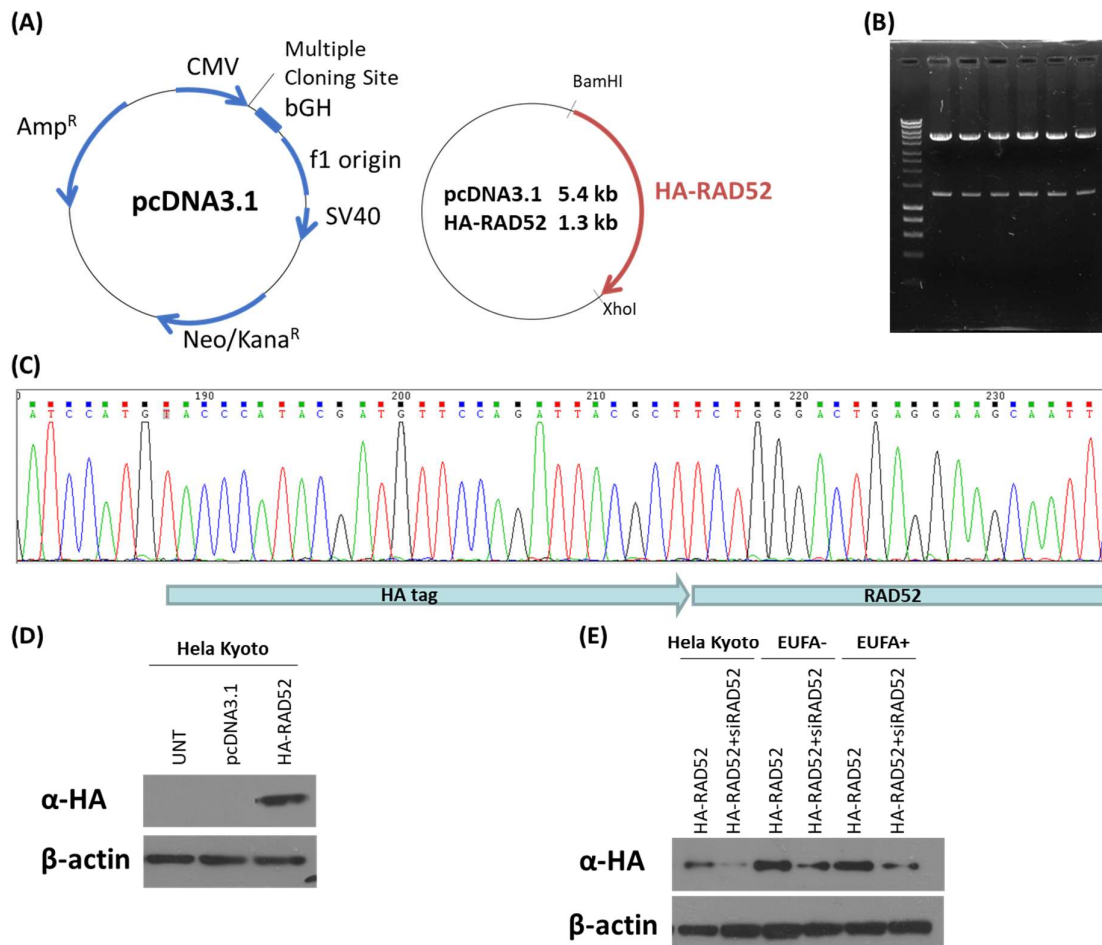 (A)
CMV
Multiple
Cloning Site
bGH
Amp^R
f1 origin
pcDNA3.1
SV40
Neo/Kana^R
BamHI
pcDNA3.1 5.4 kb
HA-RAD52 1.3 kb
HA-RAD52
XhoI
(B)
(C)
0 190 200 210 220 230
A T C C A T G T A C C C A T A C G A T G T T C C A G A T T A C G C T T C T G G G A C T G A G G A A G C A A T T
HA tag
RAD52
(D)
Hela Kyoto
UNT
pcDNA3.1
HA-RAD52
α-HA
β-actin
(E)
Hela Kyoto EUFA- EUFA+
HA-RAD52
HA-RAD52+siRAD52
HA-RAD52
HA-RAD52+siRAD52
HA-RAD52
HA-RAD52+siRAD52
α-HA
β-actin